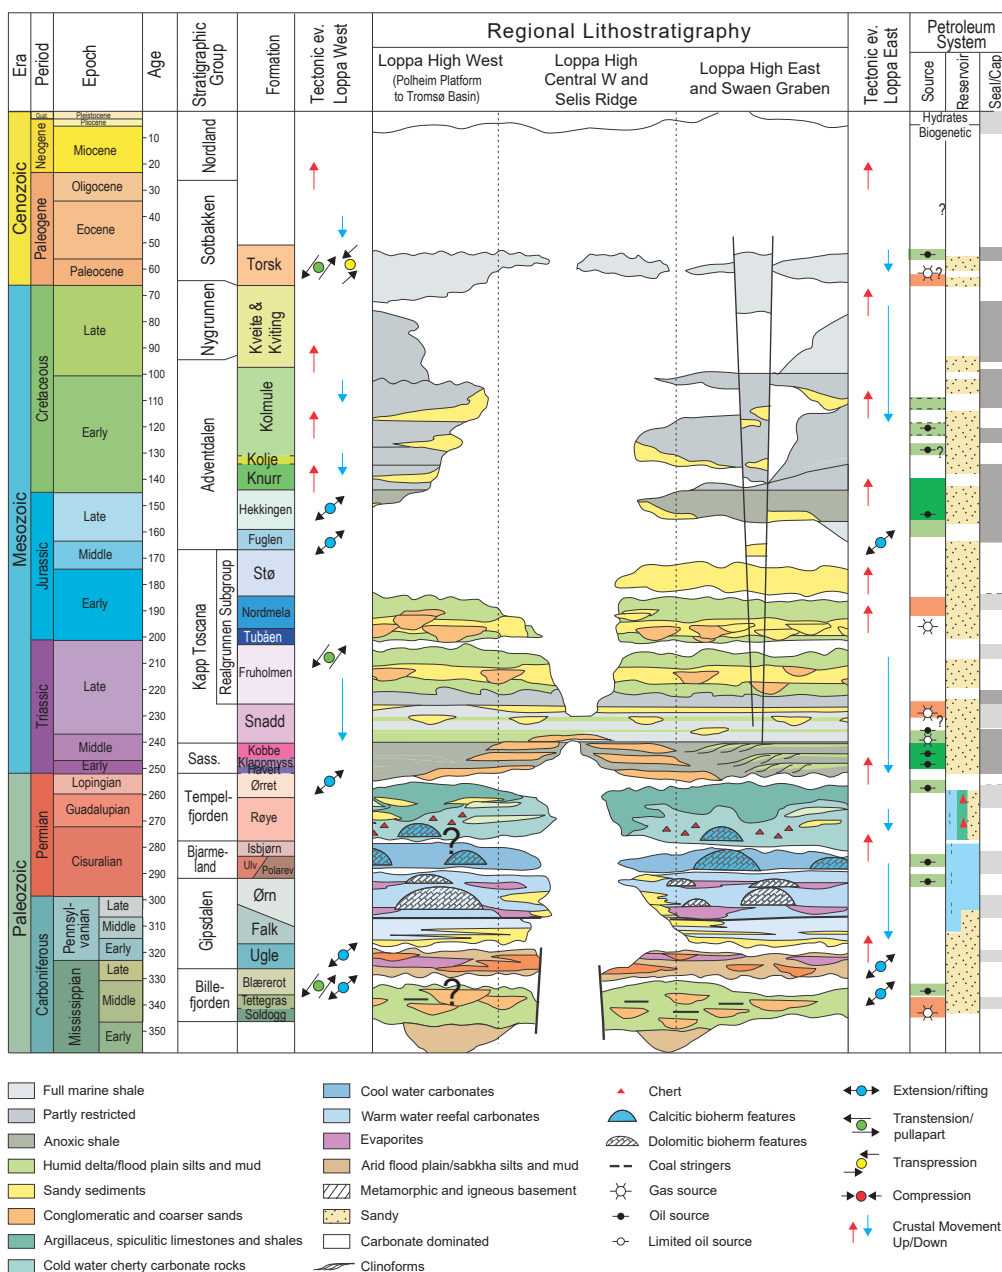 Era
Period
Epoch
Age
Stratigraphic
Group
Formation
Tectonic ev.
Loppa West
Regional Lithostratigraphy
Loppa High West
(Polheim Platform
to Tromsø Basin)
Loppa High
Central W and
Selis Ridge
Loppa High East
and Swaen Graben
Tectonic ev.
Loppa East
Petroleum
System
Source
Reservoir
Seal/Cap
Cenozoic
Mesozoic
Paleozoic
Quat.
Neogene
Paleogene
Cretaceous
Jurassic
Triassic
Permian
Carboniferous
Pleistocene
Pliocene
Miocene
Oligocene
Eocene
Paleocene
Late
Early
Late
Middle
Early
Late
Middle
Early
Lopingian
Guadalupian
Cisuralian
Pennsyl-
vanian
Late
Middle
Early
Mississippian
Late
Middle
Early
10
20
30
40
50
60
70
80
90
100
110
120
130
140
150
160
170
180
190
200
210
220
230
240
250
260
270
280
290
300
310
320
330
340
350
Nordland
Sotbakken
Nygrunnen
Adventdalen
Kapp Toscana
Realgrunnen Subgroup
Sass.
Tempel-
fjorden
Bjarme-
land
Gipsdalen
Bille-
fjorden
Torsk
Kveite &
Kviting
Kolmule
Kolje
Knurr
Hekkingen
Fuglen
Stø
Nordmela
Tubåen
Fruholmen
Snadd
Kobbe
Klappmyss
Havert
Ørret
Røye
Isbjørn
Ulv
Polarev
Ørn
Falk
Ugle
Blærerot
Tettegras
Soldogg
?
?
Hydrates
Biogenetic
?
?
?
?
Full marine shale
Partly restricted
Anoxic shale
Humid delta/flood plain silts and mud
Sandy sediments
Conglomeratic and coarser sands
Argillaceus, spiculitic limestones and shales
Cold water cherty carbonate rocks
Cool water carbonates
Warm water reefal carbonates
Evaporites
Arid flood plain/sabkha silts and mud
Metamorphic and igneous basement
Sandy
Carbonate dominated
Clinoforms
Chert
Calcitic bioherm features
Dolomitic bioherm features
Coal stringers
Gas source
Oil source
Limited oil source
Extension/rifting
Transtension/
pullapart
Transpression
Compression
Crustal Movement
Up/Down